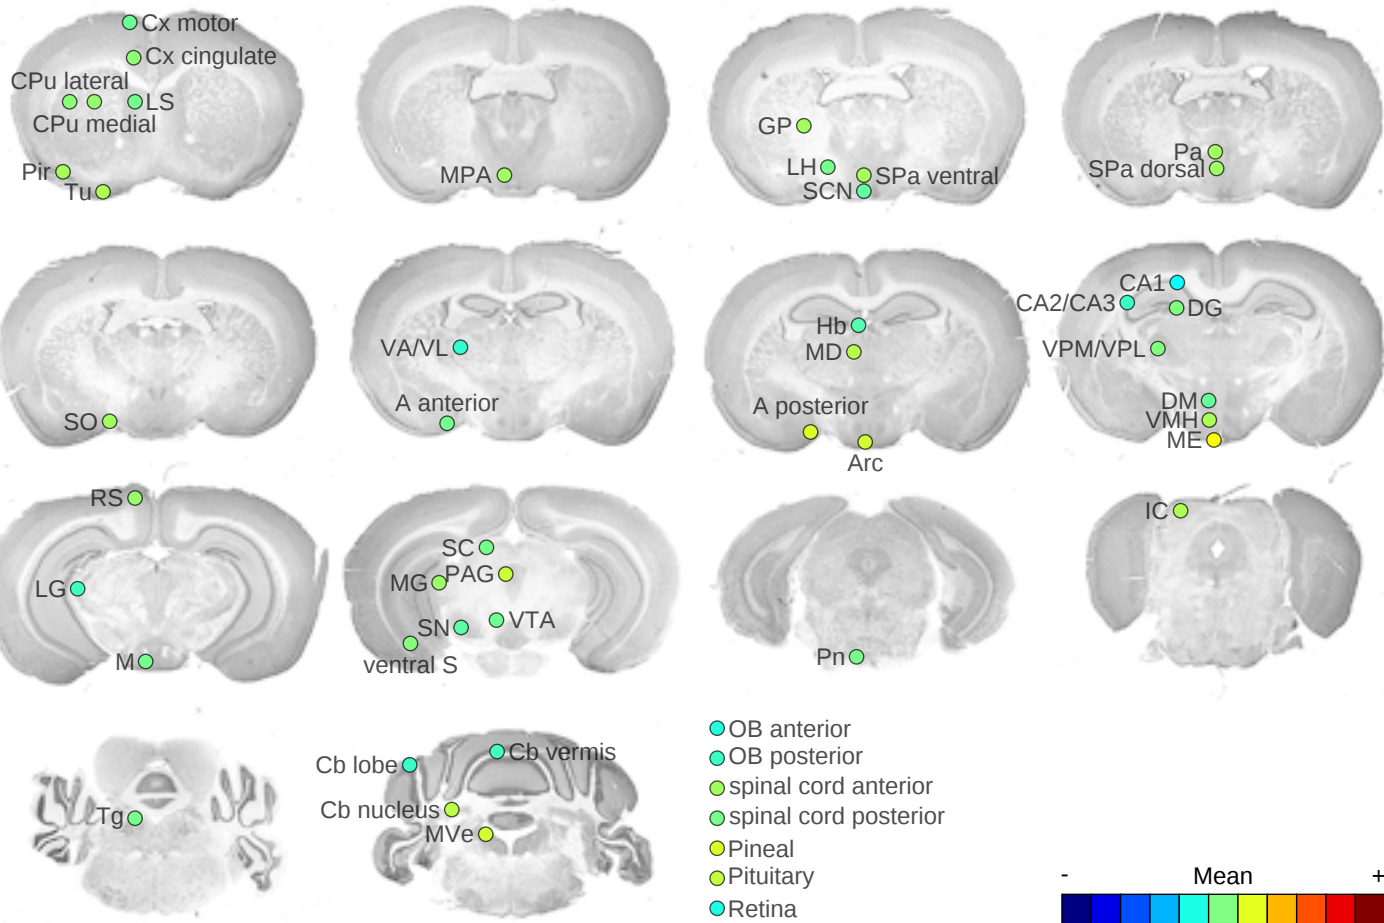 Cx motor
Cx cingulate
CPu lateral
LS
CPu medial
Pir
Tu
MPA
GP
LH
SPa ventral
SCN
Pa
SPa dorsal
SO
VA/VL
A anterior
Hb
MD
A posterior
Arc
CA1
CA2/CA3
DG
VPM/VPL
DM
VMH
ME
RS
LG
M
SC
MG
PAG
SN
VTA
ventral S
Pn
IC
Tg
Cb lobe
Cb vermis
Cb nucleus
MVe
OB anterior
OB posterior
spinal cord anterior
spinal cord posterior
Pineal
Pituitary
Retina
- Mean +